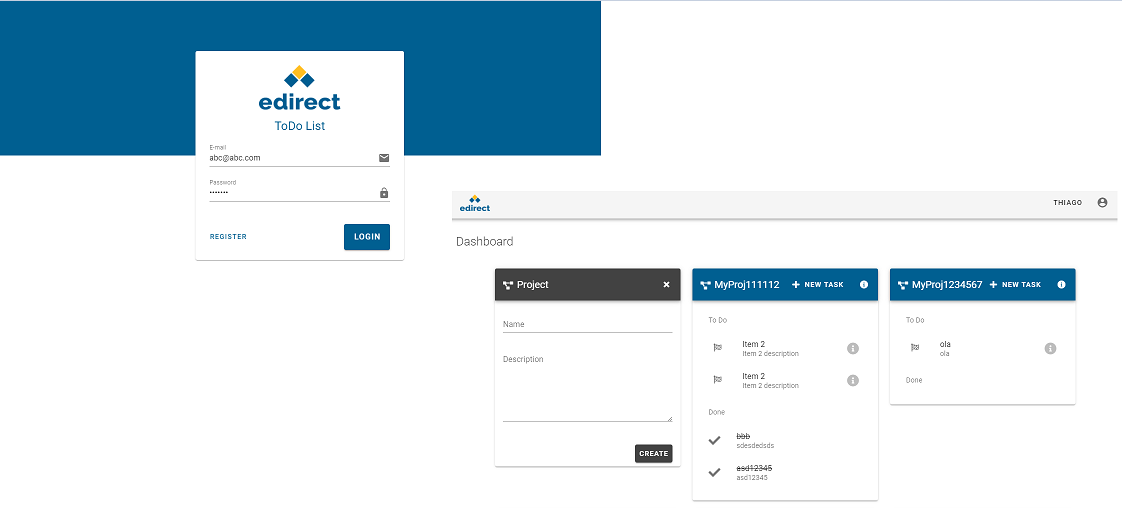 edirect
ToDo List
E-mail
abc@abc.com
Password
•••••••
REGISTER
LOGIN
edirect
THIAGO
Dashboard
Project
Name
Description
CREATE
MyProj111112
NEW TASK
To Do
Item 2
Item 2 description
Item 2
Item 2 description
Done
bbb
sdesdedsds
asd12345
asd12345
MyProj1234567
NEW TASK
To Do
ola
ola
Done